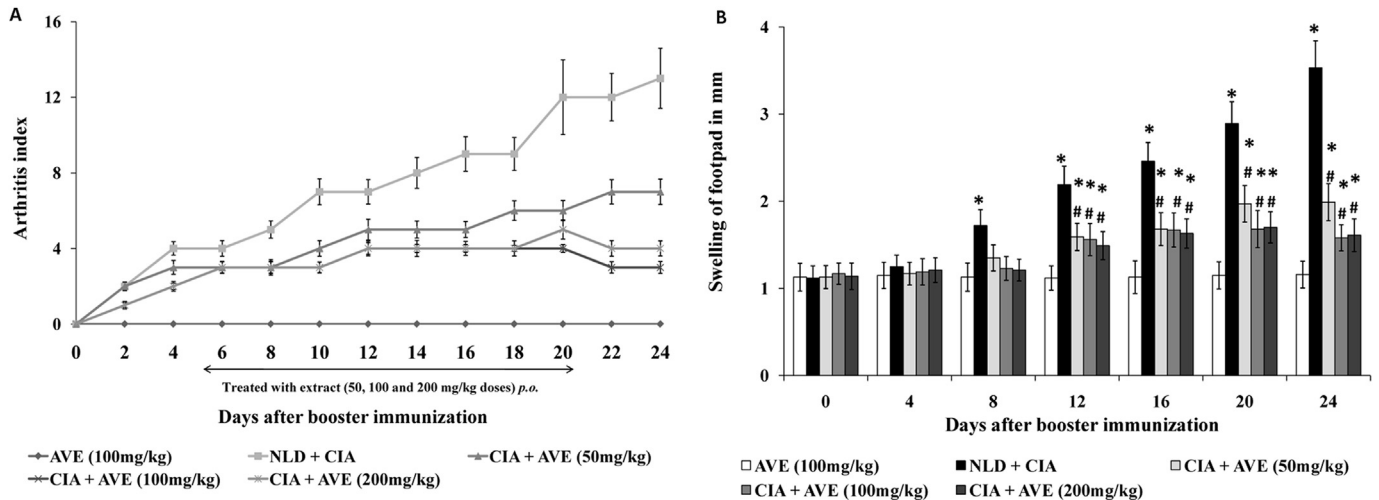 A
16
12
8
4
0
Arthritis index
0 2 4 6 8 10 12 14 16 18 20 22 24
Treated with extract (50, 100 and 200 mg/kg doses) p.o.
Days after booster immunization
AVE (100mg/kg) NLD + CIA CIA + AVE (50mg/kg)
CIA + AVE (100mg/kg) CIA + AVE (200mg/kg)
B
4
3
2
1
0
Swelling of footpad in mm
*
* # * # * #
*
* # * # * #
*
* # * # * #
*
* # * # * #
*
0 4 8 12 16 20 24
Days after booster immunization
AVE (100mg/kg) NLD + CIA CIA + AVE (50mg/kg)
CIA + AVE (100mg/kg) CIA + AVE (200mg/kg)